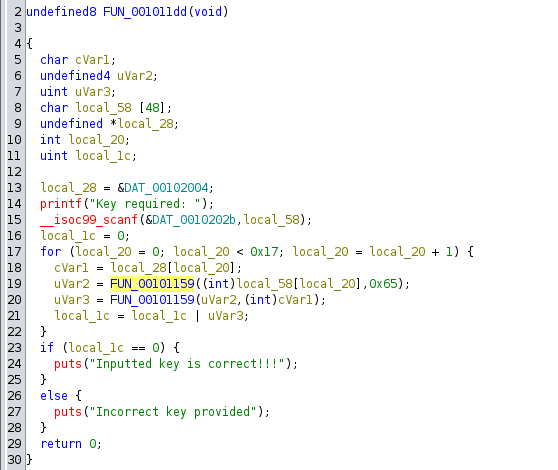 2 undefined8 FUN_001011dd(void)
3
4 {
5 char cVar1;
6 undefined4 uVar2;
7 uint uVar3;
8 char local_58 [48];
9 undefined *local_28;
10 int local_20;
11 uint local_1c;
12
13 local_28 = &DAT_00102004;
14 printf("Key required: ");
15 __isoc99_scanf(&DAT_0010202b,local_58);
16 local_1c = 0;
17 for (local_20 = 0; local_20 < 0x17; local_20 = local_20 + 1) {
18 cVar1 = local_28[local_20];
19 uVar2 = FUN_00101159((int)local_58[local_20],0x65);
20 uVar3 = FUN_00101159(uVar2,(int)cVar1);
21 local_1c = local_1c | uVar3;
22 }
23 if (local_1c == 0) {
24 puts("Inputted key is correct!!!");
25 }
26 else {
27 puts("Incorrect key provided");
28 }
29 return 0;
30 }